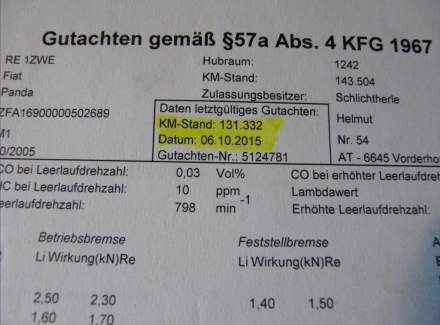 Gutachten gemäß §57a Abs. 4 KFG 1967
RE 1ZWE Hubraum: 1242
Fiat KM-Stand: 143.504
Panda Zulassungsbesitzer: Schlichtherle
ZFA16900000502689 Daten letztgültiges Gutachten: Helmut
M1 KM-Stand: 131.332
Datum: 06.10.2015 Nr. 54
0/2005 Gutachten-Nr.: 5124781 AT - 6645 Vorderho
CO bei Leerlaufdrehzahl: 0,03 Vol% CO bei erhöhter Leerlaufdreh
HC bei Leerlaufdrehzahl: 10 ppm Lambdawert
eerlaufdrehzahl: 798 min -1 Erhöhte Leerlaufdrehzahl:
Betriebsbremse Feststellbremse
Li Wirkung(kN)Re Li Wirkung(kN)Re
2,50 2,30 1,40 1,50
1,60 1,70